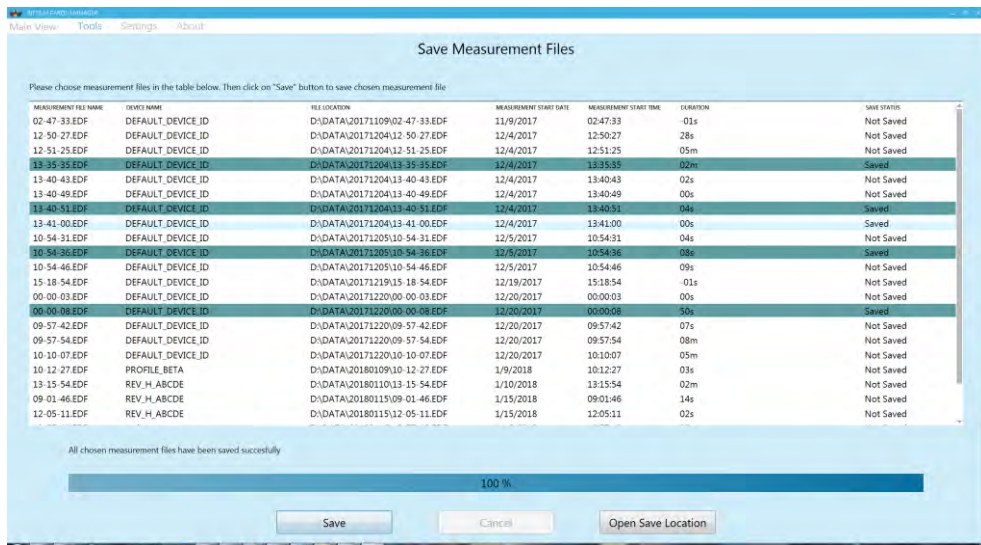 Main View Tools Settings About
Save Measurement Files
Please choose measurement files in the table below. Then click on "Save" button to save chosen measurement file
MEASUREMENT FILE NAME DEVICE NAME FILE LOCATION MEASUREMENT START DATE MEASUREMENT START TIME DURATION SAVE STATUS
02-47-33.EDF DEFAULT_DEVICE_ID D:\DATA\20171109\02-47-33.EDF 11/9/2017 02:47:33 -01s Not Saved
12-50-27.EDF DEFAULT_DEVICE_ID D:\DATA\20171204\12-50-27.EDF 12/4/2017 12:50:27 28s Not Saved
12-51-25.EDF DEFAULT_DEVICE_ID D:\DATA\20171204\12-51-25.EDF 12/4/2017 12:51:25 05m Not Saved
13-35-35.EDF DEFAULT_DEVICE_ID D:\DATA\20171204\13-35-35.EDF 12/4/2017 13:35:35 02m Saved
13-40-43.EDF DEFAULT_DEVICE_ID D:\DATA\20171204\13-40-43.EDF 12/4/2017 13:40:43 02s Not Saved
13-40-49.EDF DEFAULT_DEVICE_ID D:\DATA\20171204\13-40-49.EDF 12/4/2017 13:40:49 00s Not Saved
13-40-51.EDF DEFAULT_DEVICE_ID D:\DATA\20171204\13-40-51.EDF 12/4/2017 13:40:51 04s Saved
13-41-00.EDF DEFAULT_DEVICE_ID D:\DATA\20171204\13-41-00.EDF 12/4/2017 13:41:00 00s Saved
10-54-31.EDF DEFAULT_DEVICE_ID D:\DATA\20171205\10-54-31.EDF 12/5/2017 10:54:31 04s Not Saved
10-54-36.EDF DEFAULT_DEVICE_ID D:\DATA\20171205\10-54-36.EDF 12/5/2017 10:54:36 08s Saved
10-54-46.EDF DEFAULT_DEVICE_ID D:\DATA\20171205\10-54-46.EDF 12/5/2017 10:54:46 09s Not Saved
15-18-54.EDF DEFAULT_DEVICE_ID D:\DATA\20171219\15-18-54.EDF 12/19/2017 15:18:54 -01s Not Saved
00-00-03.EDF DEFAULT_DEVICE_ID D:\DATA\20171220\00-00-03.EDF 12/20/2017 00:00:03 00s Not Saved
00-00-08.EDF DEFAULT_DEVICE_ID D:\DATA\20171220\00-00-08.EDF 12/20/2017 00:00:08 50s Saved
09-57-42.EDF DEFAULT_DEVICE_ID D:\DATA\20171220\09-57-42.EDF 12/20/2017 09:57:42 07s Not Saved
09-57-54.EDF DEFAULT_DEVICE_ID D:\DATA\20171220\09-57-54.EDF 12/20/2017 09:57:54 08m Not Saved
10-10-07.EDF DEFAULT_DEVICE_ID D:\DATA\20171220\10-10-07.EDF 12/20/2017 10:10:07 05m Not Saved
10-12-27.EDF PROFILE_BETA D:\DATA\20180109\10-12-27.EDF 1/9/2018 10:12:27 03s Not Saved
13-15-54.EDF REV_H_ABCDE D:\DATA\20180110\13-15-54.EDF 1/10/2018 13:15:54 02m Not Saved
09-01-46.EDF REV_H_ABCDE D:\DATA\20180115\09-01-46.EDF 1/15/2018 09:01:46 14s Not Saved
12-05-11.EDF REV_H_ABCDE D:\DATA\20180115\12-05-11.EDF 1/15/2018 12:05:11 02s Not Saved
All chosen measurement files have been saved succesfully
100 %
Save Cancel Open Save Location